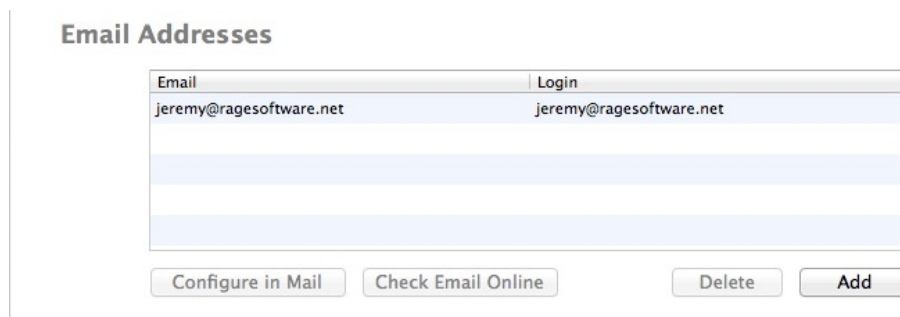 Email Addresses
Email Login
jeremy@ragesoftware.net jeremy@ragesoftware.net
Configure in Mail Check Email Online Delete Add